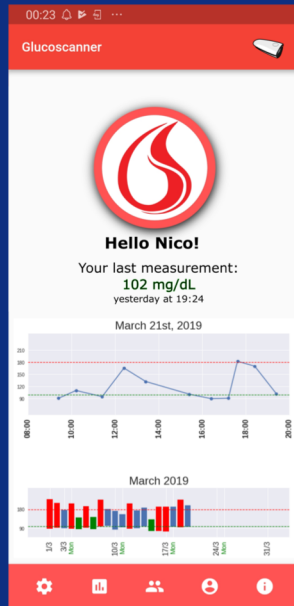 00:23
Glucoscanner
Hello Nico!
Your last measurement:
102 mg/dL
yesterday at 19:24
March 21st, 2019
210
180
150
120
90
08:00 10:00 12:00 14:00 16:00 18:00 20:00
March 2019
180
90
1/3 3/3 Mon 10/3 Mon 17/3 Mon 24/3 Mon 31/3